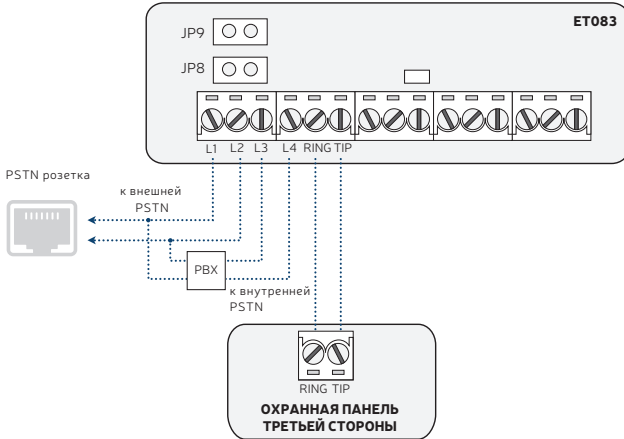 ET083
JP9
JP8
L1 L2 L3 L4 RING TIP
PSTN розетка
к внешней
PSTN
PBX
к внутренней
PSTN
RING TIP
ОХРАННАЯ ПАНЕЛЬ
ТРЕТЬЕЙ СТОРОНЫ